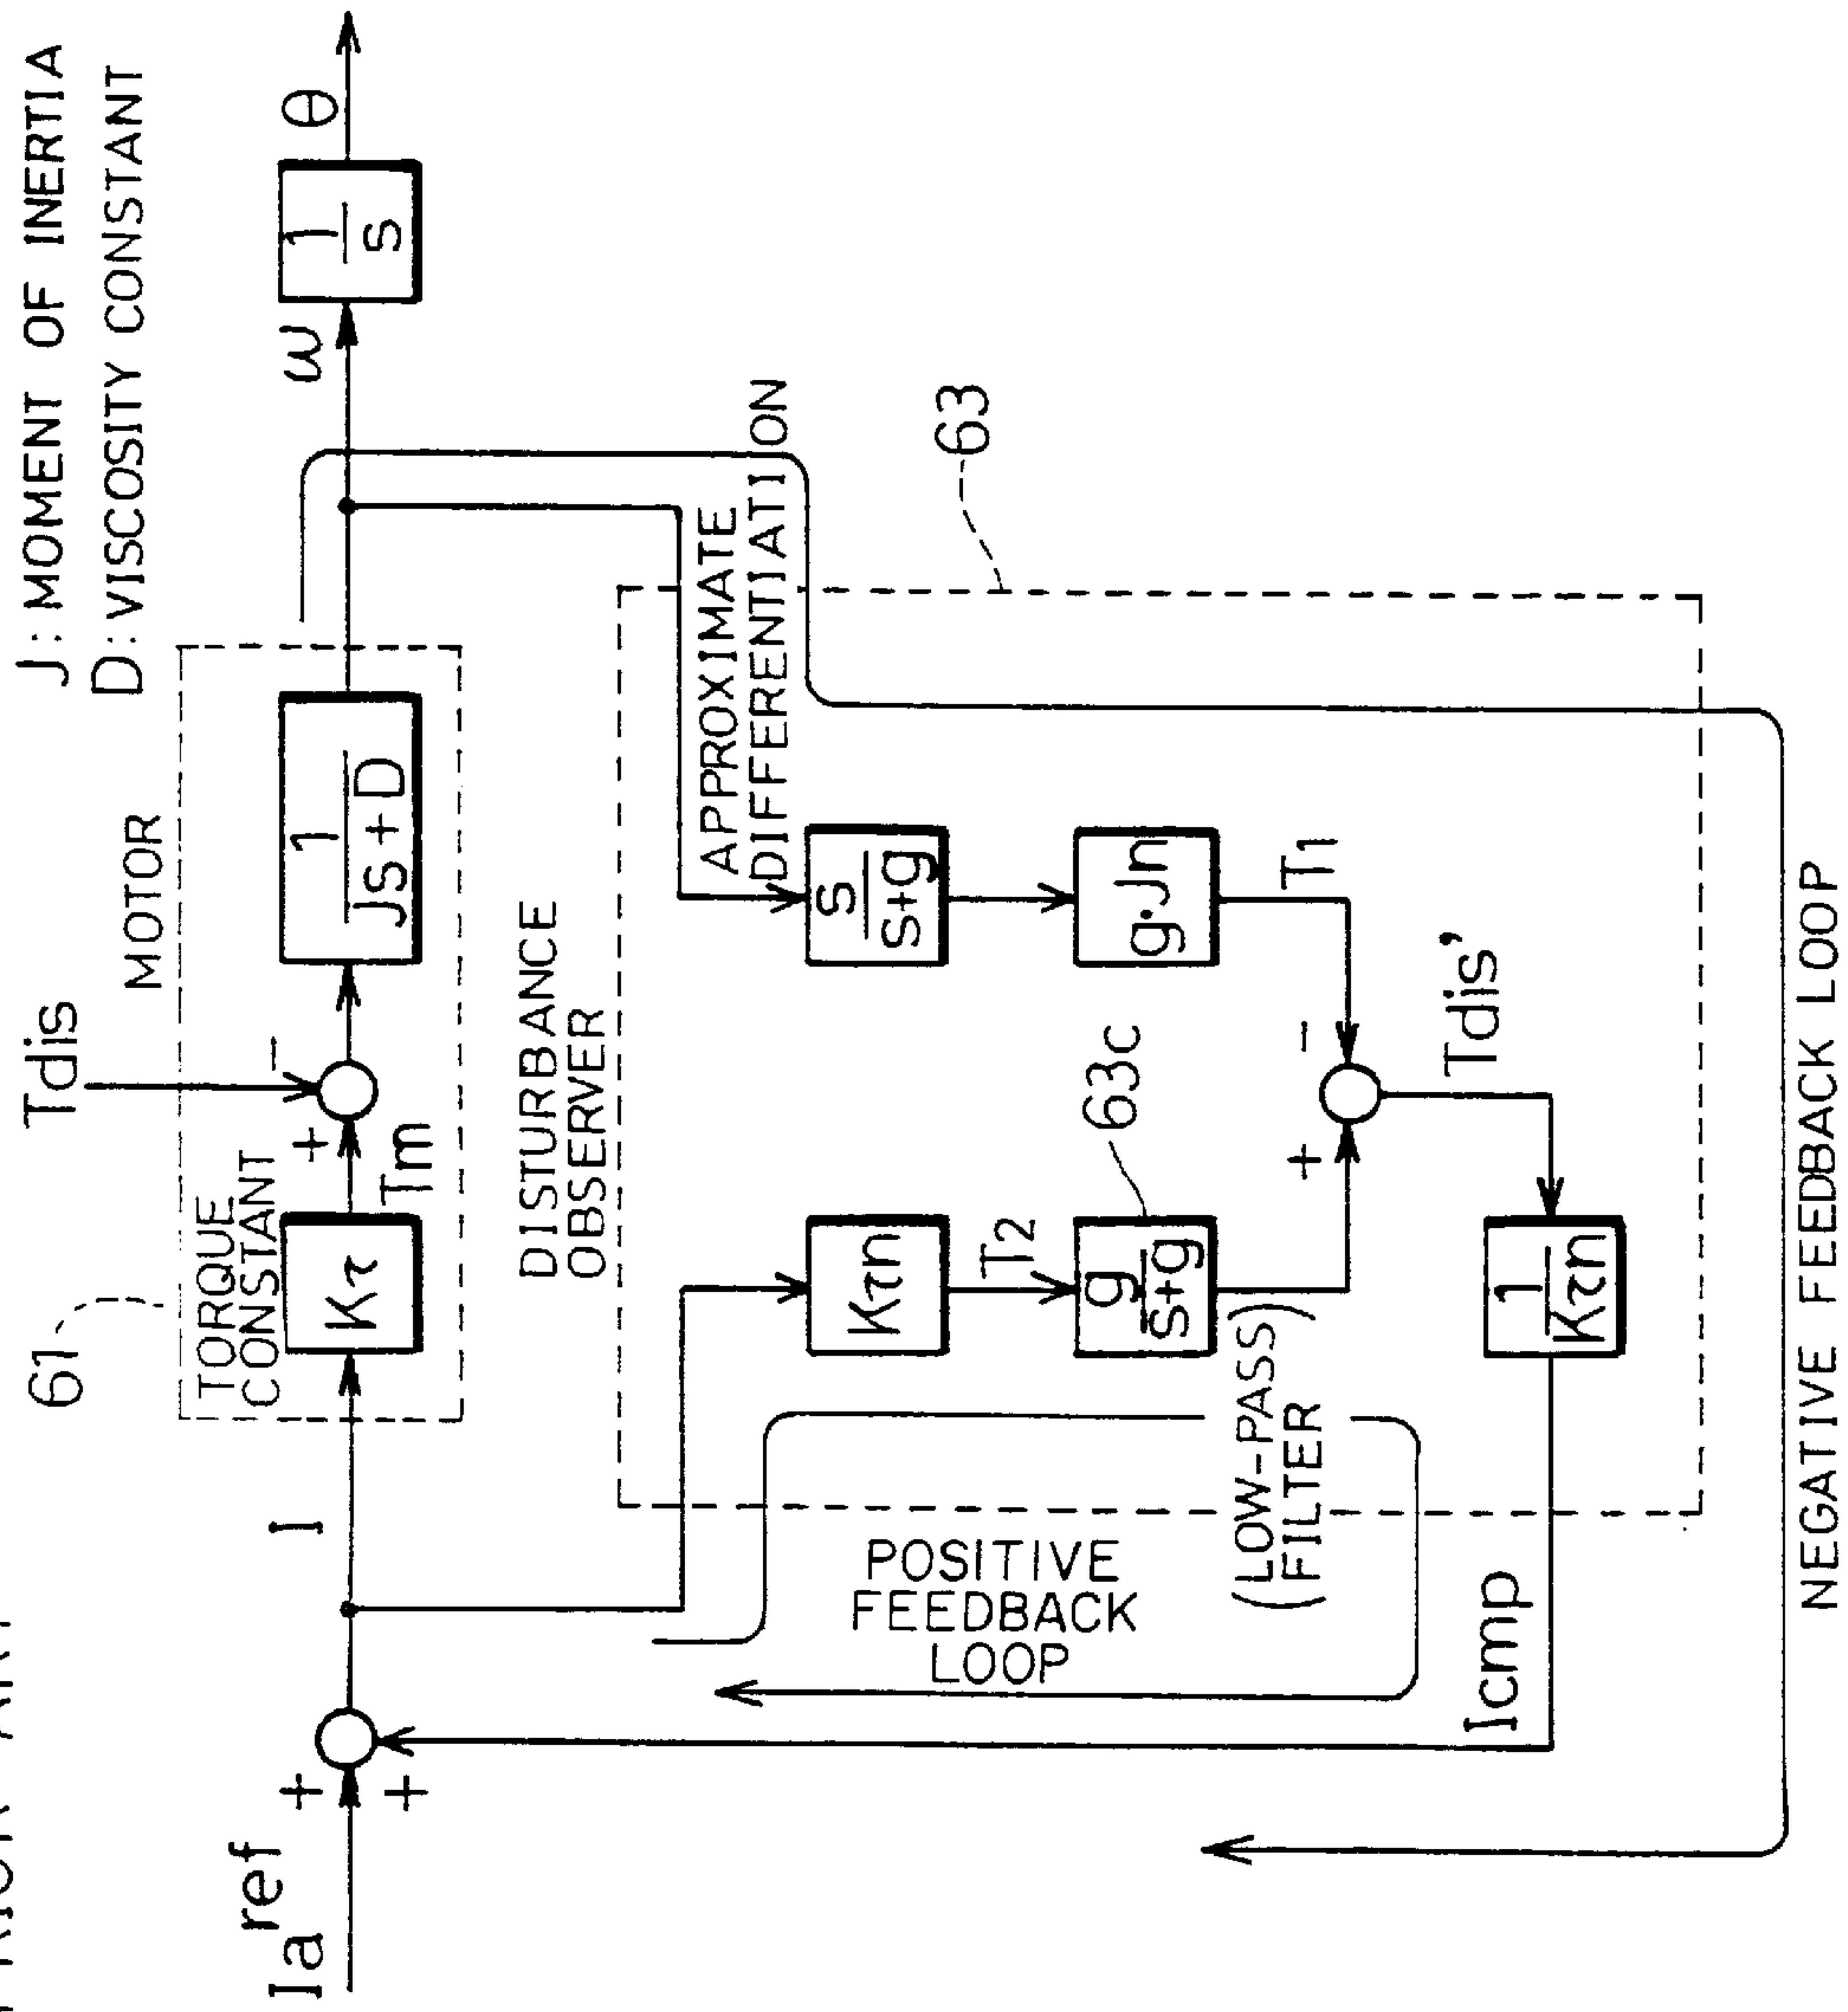 PRIOR ART
J: MOMENT OF INERTIA
D: VISCOSITY CONSTANT
61
Tdis
MOTOR
TORQUE
CONSTANT
Iaref
+
+
I
Kτ
Tm
+
-
1
JS+D
ω
1
s
θ
DISTURBANCE
OBSERVER
63
APPROXIMATE
DIFFERENTIATION
Kτn
s
s+g
T2
63c
g
s+g
g·Jn
T1
(LOW-PASS)
(FILTER
POSITIVE
FEEDBACK
LOOP
+
-
Tdis'
1
Kτn
Icmp
NEGATIVE FEEDBACK LOOP